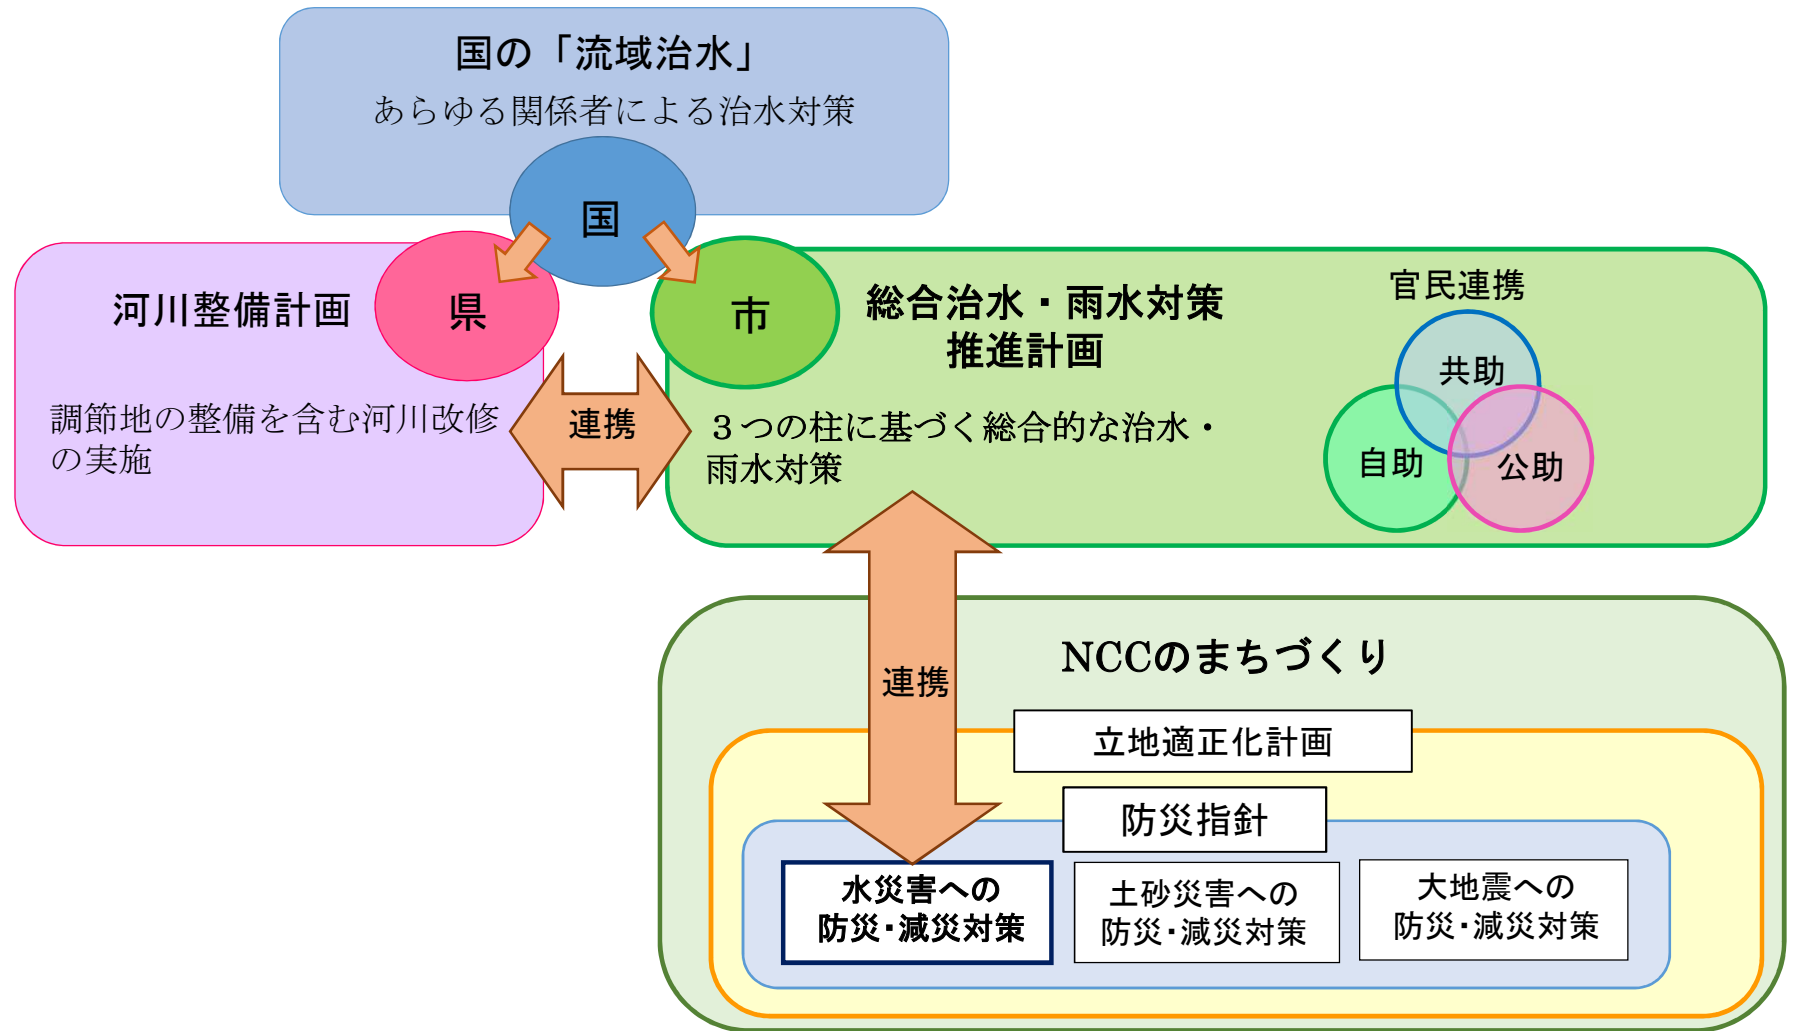 国の「流域治水」
あらゆる関係者による治水対策
国
河川整備計画
県
調節地の整備を含む河川改修
の実施
連携
市
総合治水・雨水対策
推進計画
３つの柱に基づく総合的な治水・
雨水対策
官民連携
共助
自助
公助
連携
NCCのまちづくり
立地適正化計画
防災指針
水災害への
防災・減災対策
土砂災害への
防災・減災対策
大地震への
防災・減災対策